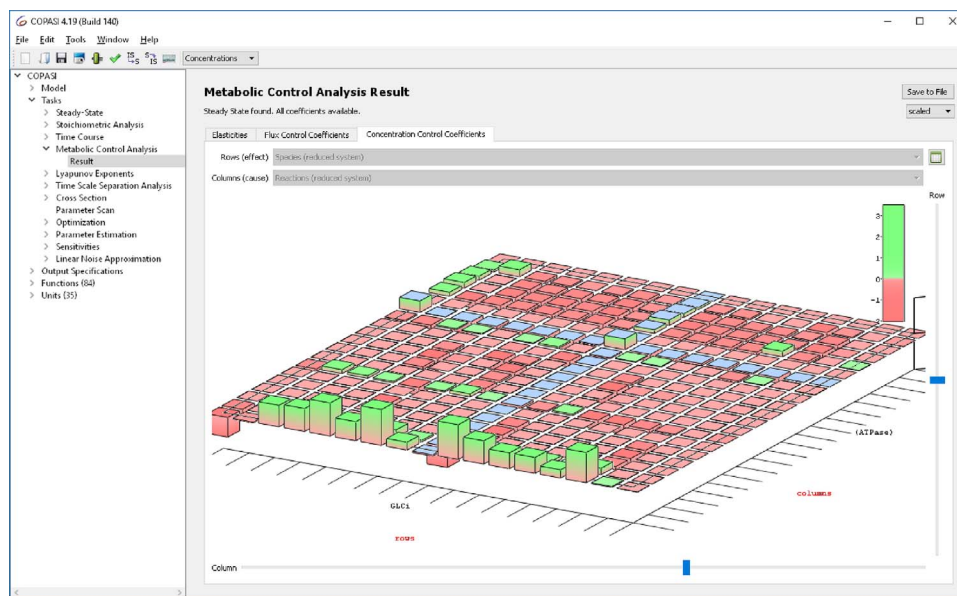 COPASI 4.19 (Build 140)
File Edit Tools Window Help
Concentrations
COPASI
Model
Tasks
Steady-State
Stoichiometric Analysis
Time Course
Metabolic Control Analysis
Result
Lyapunov Exponents
Time Scale Separation Analysis
Cross Section
Parameter Scan
Optimization
Parameter Estimation
Sensitivities
Linear Noise Approximation
Output Specifications
Functions (84)
Units (35)
Metabolic Control Analysis Result
Save to File
Steady State found. All coefficients available.
scaled
Elasticities Flux Control Coefficients Concentration Control Coefficients
Rows (effect) Species (reduced system)
Columns (cause) Reactions (reduced system)
Row
3
2
1
0
-1
(ATPase)
columns
GLCi
rows
Column